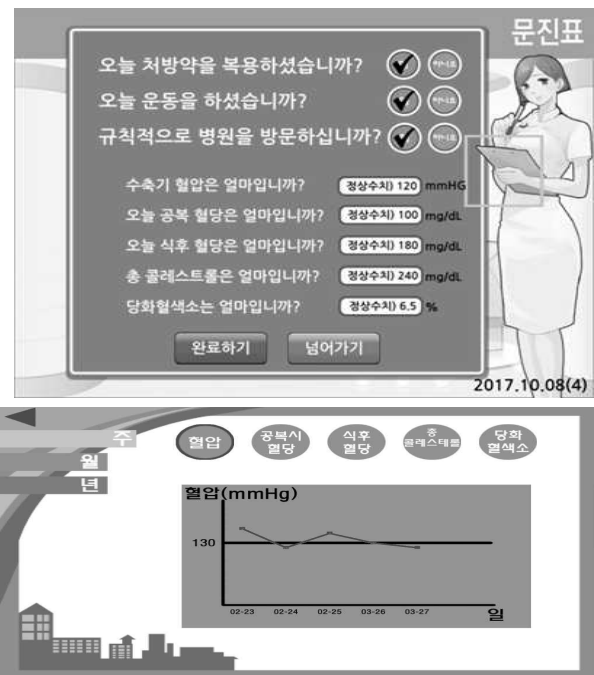 문진표
오늘 처방약을 복용하셨습니까?
오늘 운동을 하셨습니까?
규칙적으로 병원을 방문하십니까?
수축기 혈압은 얼마입니까? 정상수치) 120 mmHG
오늘 공복 혈당은 얼마입니까? 정상수치) 100 mg/dL
오늘 식후 혈당은 얼마입니까? 정상수치) 180 mg/dL
총 콜레스트롤은 얼마입니까? 정상수치) 240 mg/dL
당화혈색소는 얼마입니까? 정상수치) 6.5 %
완료하기 넘어가기
2017.10.08(4)
주
월
년
혈압
공복시
혈당
식후
혈당
총
콜레스테롤
당화
혈색소
혈압(mmHg)
130
02-23 02-24 02-25 03-26 03-27
일